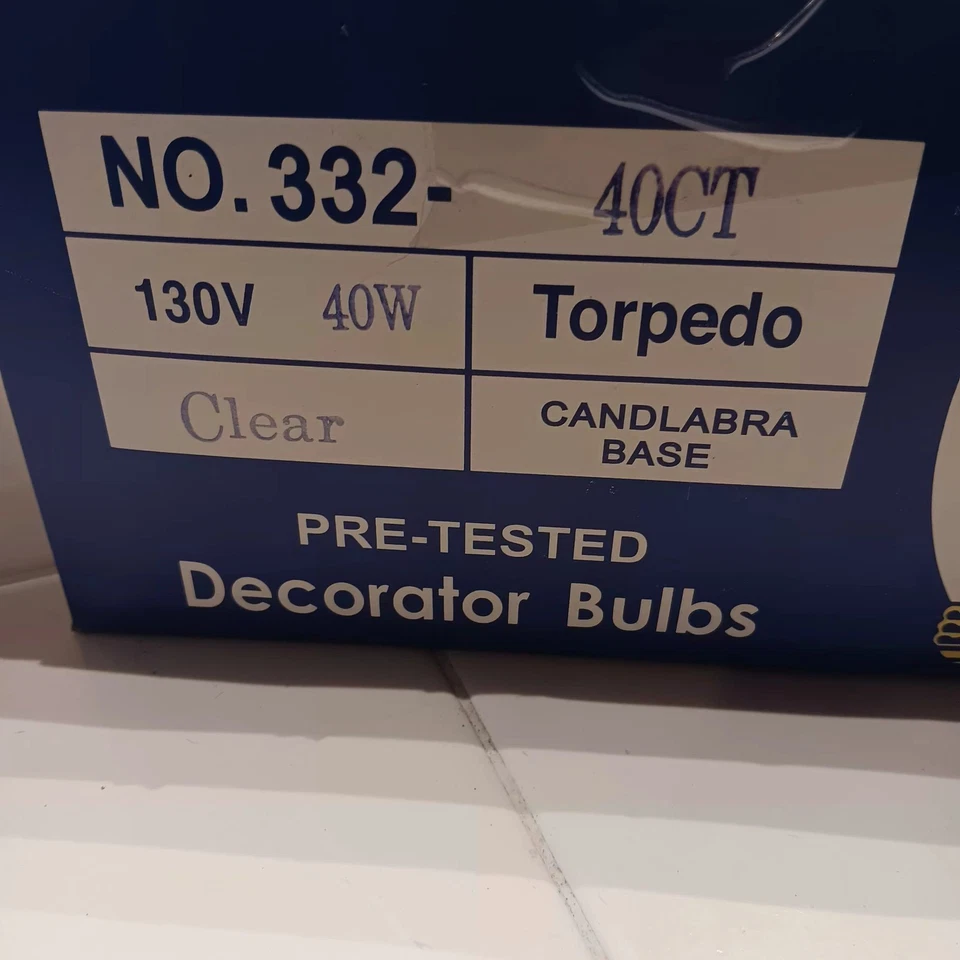 NO. 332- 40CT
130V 40W Torpedo
Clear CANDLABRA
BASE
PRE-TESTED
Decorator Bulbs